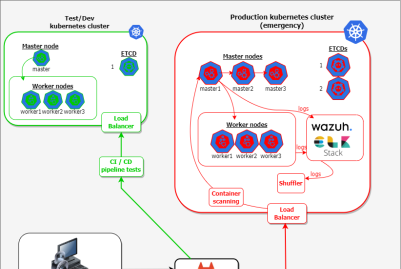 Test/Dev
kubernetes cluster
Master node
master
ETCD
1
Worker nodes
worker1 worker2 worker3
Load
Balancer
CI / CD
pipeline tests
Production kubernetes cluster
(emergency)
Master nodes
master1 master2 master3
ETCDs
1
2
logs
Worker nodes
worker1 worker2 worker3
wazuh.
Stack
logs
logs
Shuffler
Container
scanning
Load
Balancer